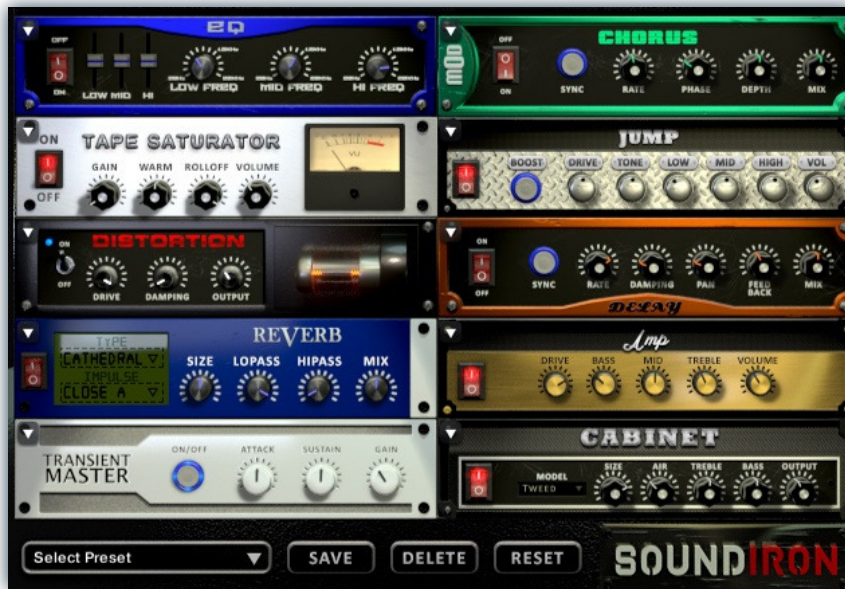 EQ
OFF
ON
LOW MID HI
LOW FREQ MID FREQ HI FREQ
CHORUS
MOD
OFF
ON
SYNC RATE PHASE DEPTH MIX
TAPE SATURATOR
ON
OFF
GAIN WARM ROLLOFF VOLUME
VU
JUMP
BOOST DRIVE TONE LOW MID HIGH VOL
DISTORTION
ON
OFF
DRIVE DAMPING OUTPUT
ON
OFF
SYNC RATE DAMPING PAN FEED BACK MIX
DELAY
REVERB
TYPE
CATHEDRAL
IMPULSE
CLOSE A
SIZE LOPASS HIPASS MIX
Amp
DRIVE BASS MID TREBLE VOLUME
TRANSIENT
MASTER
ON/OFF ATTACK SUSTAIN GAIN
CABINET
MODEL
TWEED
SIZE AIR TREBLE BASS OUTPUT
Select Preset SAVE DELETE RESET
SOUNDIRON